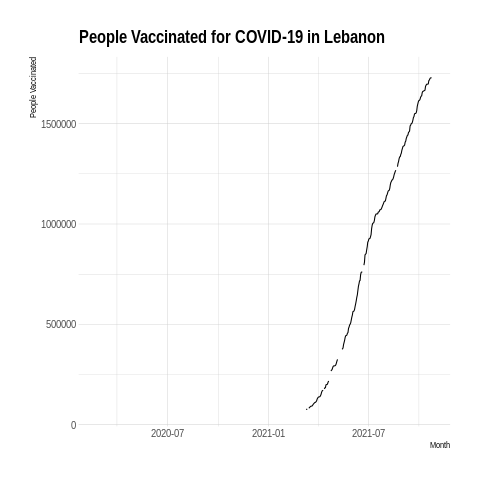 People Vaccinated for COVID-19 in Lebanon
People Vaccinated
1500000
1000000
500000
0
2020-07 2021-01 2021-07
Month